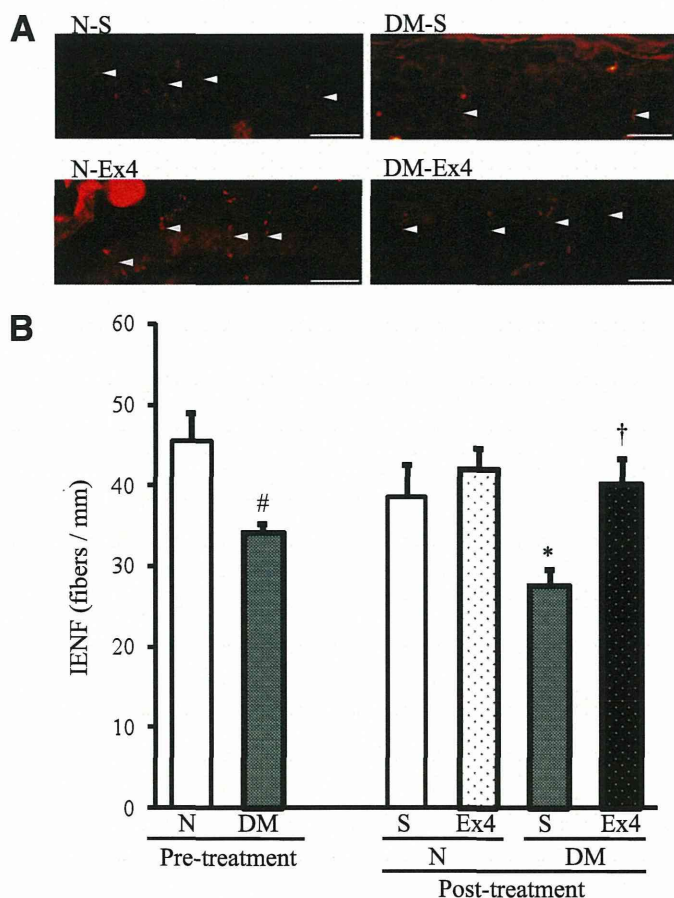 A
N-S
DM-S
N-Ex4
DM-Ex4
B
IENF (fibers / mm)
60
50
40
30
20
10
0
#
*
†
N DM
S Ex4 S Ex4
Pre-treatment
N DM
Post-treatment